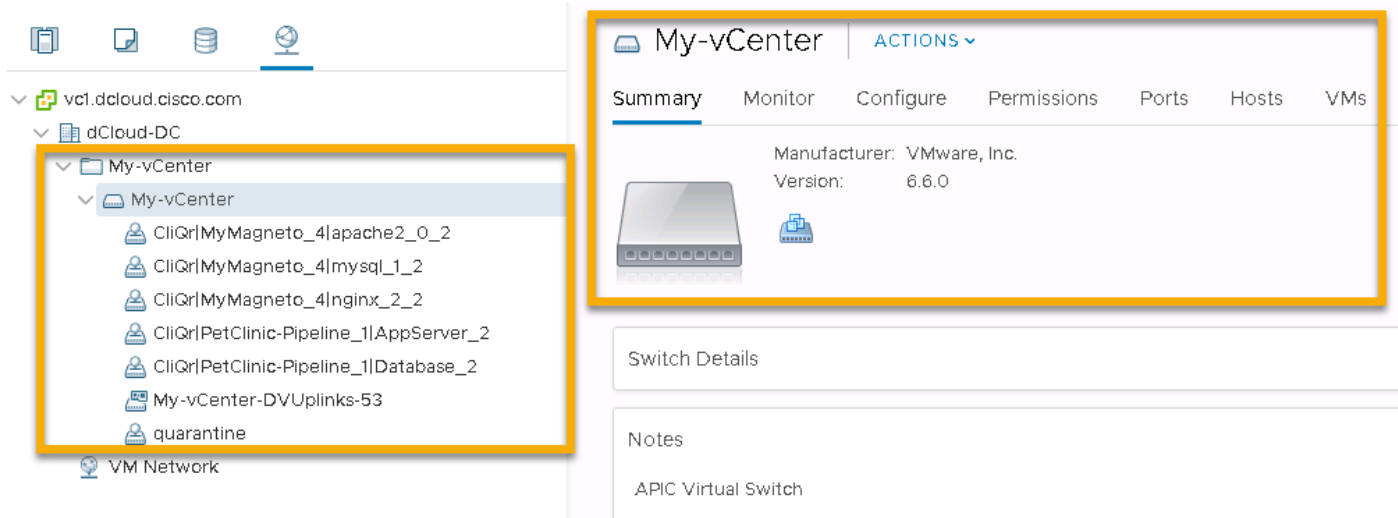 vc1.dcloud.cisco.com
dCloud-DC
My-vCenter
My-vCenter
CliQr|MyMagneto_4|apache2_0_2
CliQr|MyMagneto_4|mysql_1_2
CliQr|MyMagneto_4|nginx_2_2
CliQr|PetClinic-Pipeline_1|AppServer_2
CliQr|PetClinic-Pipeline_1|Database_2
My-vCenter-DVUplinks-53
quarantine
VM Network
My-vCenter ACTIONS
Summary Monitor Configure Permissions Ports Hosts VMs
Manufacturer: VMware, Inc.
Version: 6.6.0
Switch Details
Notes
APIC Virtual Switch